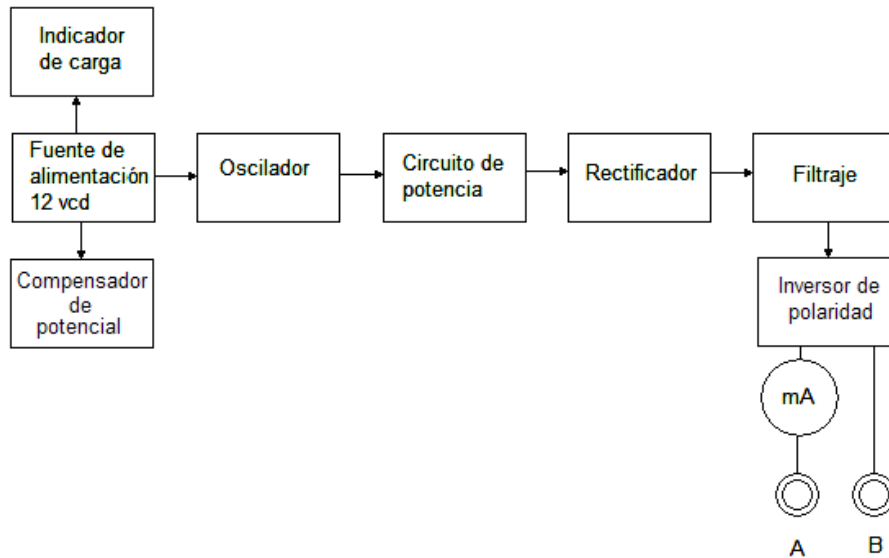 Indicador
de carga
Fuente de
alimentación
12 vcd
Oscilador
Circuito de
potencia
Rectificador
Filtraje
Compensador
de
potencial
Inversor de
polaridad
mA
A
B